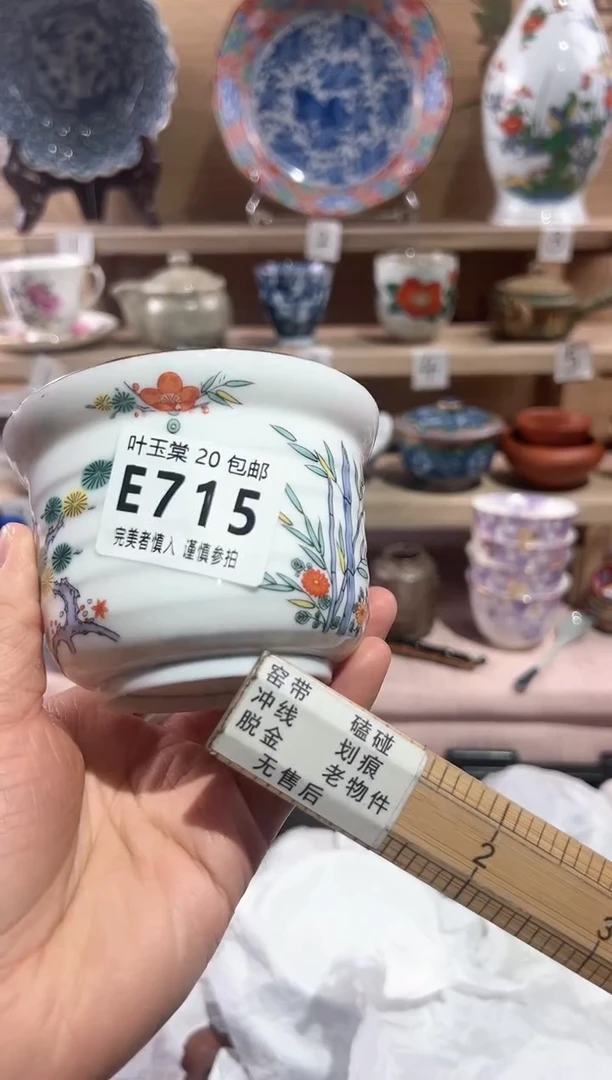 叶玉棠 20 包邮
E715
完美者慎入 谨慎参拍
窑带
冲线 磕碰
脱金 划痕
无售后 老物件
2
3